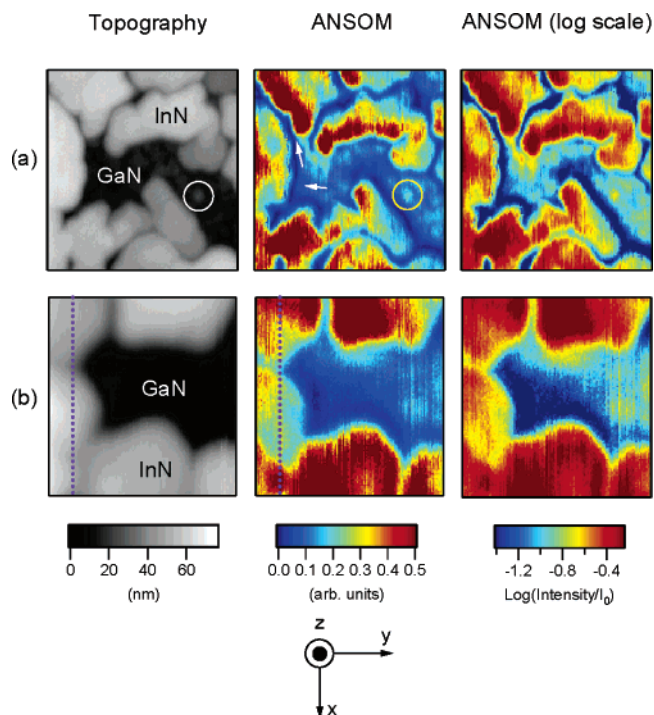 Topography ANSOM ANSOM (log scale)
(a) InN
GaN
(b) GaN
InN
0 20 40 60 0.0 0.1 0.2 0.3 0.4 0.5 -1.2 -0.8 -0.4
(nm) (arb. units) Log(Intensity/I₀)
z
y
x